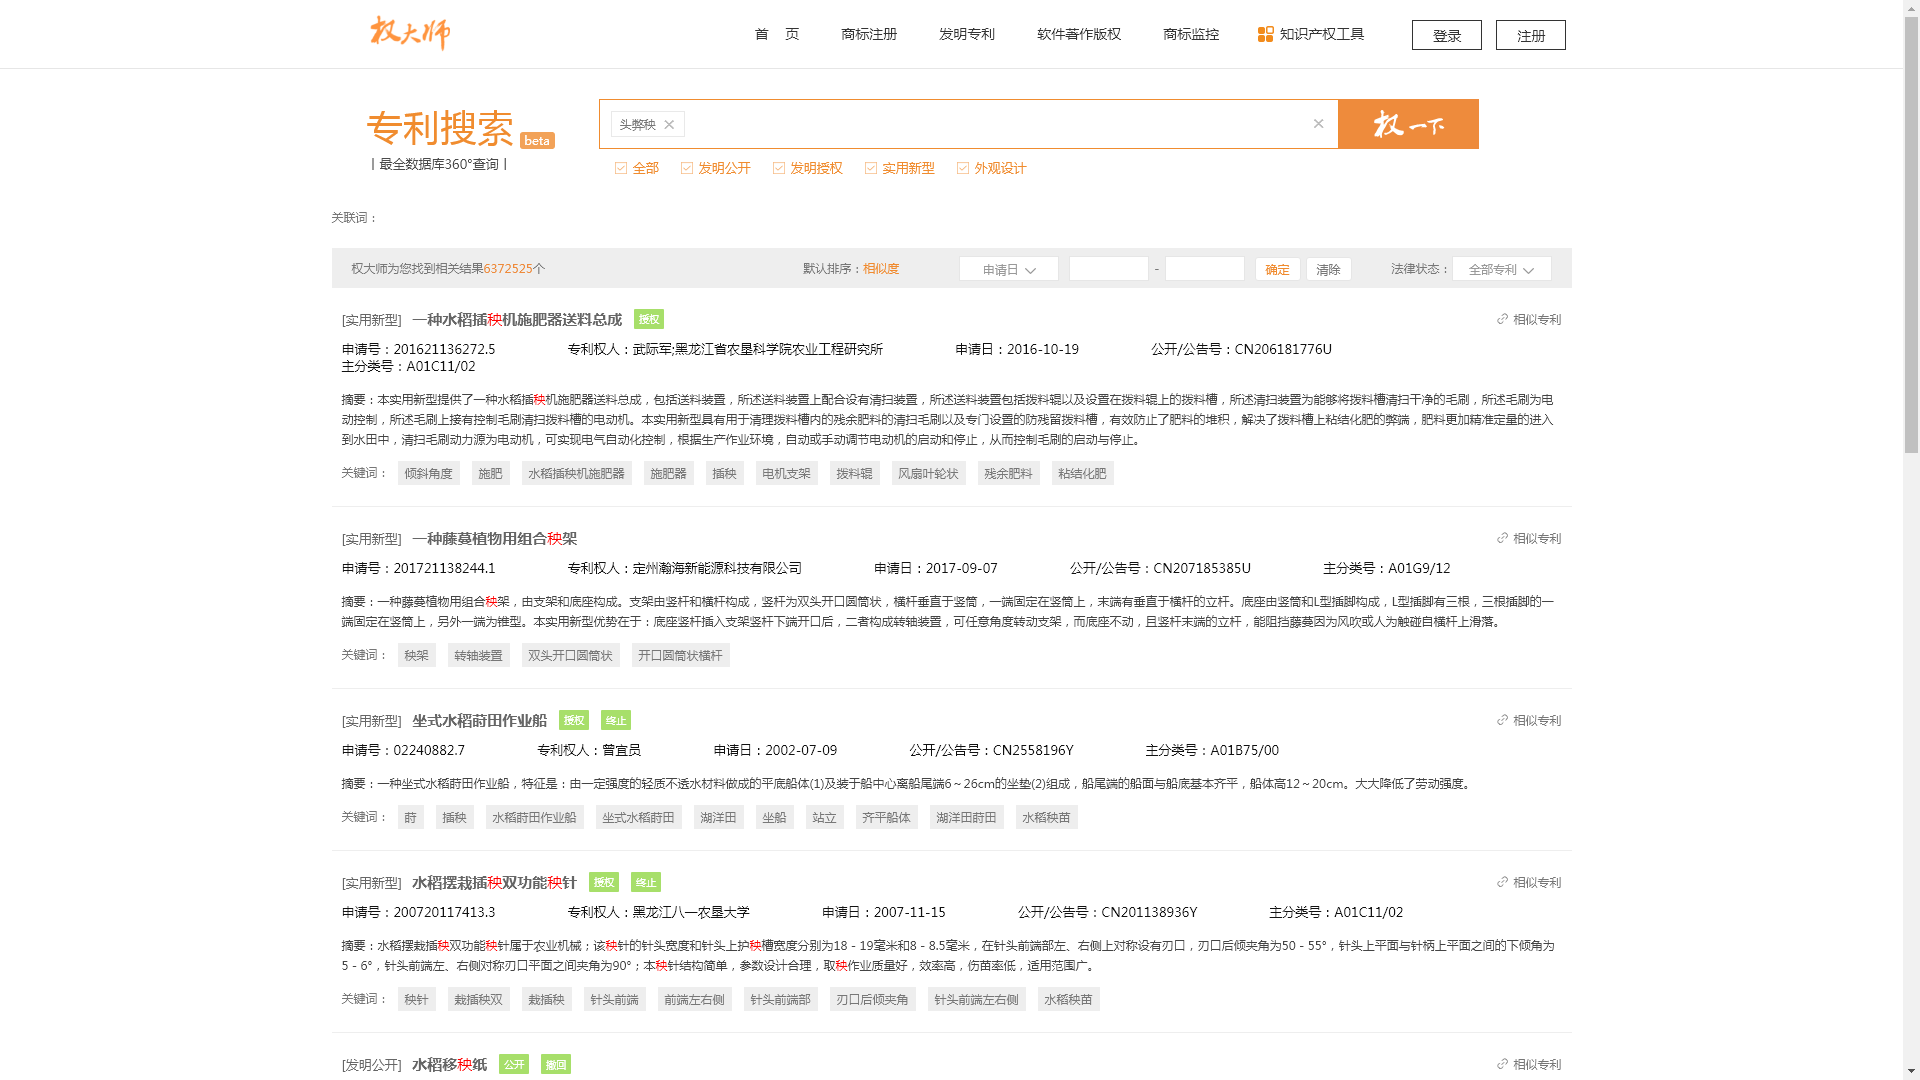 权大师
首 页 商标注册 发明专利 软件著作版权 商标监控 知识产权工具 登录 注册
专利搜索 beta
丨最全数据库360°查询丨
头弊秧 × × 权一下
全部 发明公开 发明授权 实用新型 外观设计
关联词：
权大师为您找到相关结果6372525个 默认排序：相似度 申请日 - 确定 清除 法律状态： 全部专利
[实用新型] 一种水稻插秧机施肥器送料总成 授权 相似专利
申请号：201621136272.5 专利权人：武际军;黑龙江省农垦科学院农业工程研究所 申请日：2016-10-19 公开/公告号：CN206181776U
主分类号：A01C11/02
摘要：本实用新型提供了一种水稻插秧机施肥器送料总成，包括送料装置，所述送料装置上配合设有清扫装置，所述送料装置包括拨料辊以及设置在拨料辊上的拨料槽，所述清扫装置为能够将拨料槽清扫干净的毛刷，所述毛刷为电
动控制，所述毛刷上接有控制毛刷清扫拨料槽的电动机。本实用新型具有用于清理拨料槽内的残余肥料的清扫毛刷以及专门设置的防残留拨料槽，有效防止了肥料的堆积，解决了拨料槽上粘结化肥的弊端，肥料更加精准定量的进入
到水田中，清扫毛刷动力源为电动机，可实现电气自动化控制，根据生产作业环境，自动或手动调节电动机的启动和停止，从而控制毛刷的启动与停止。
关键词： 倾斜角度 施肥 水稻插秧机施肥器 施肥器 插秧 电机支架 拨料辊 风扇叶轮状 残余肥料 粘结化肥
[实用新型] 一种藤蔓植物用组合秧架 相似专利
申请号：201721138244.1 专利权人：定州瀚海新能源科技有限公司 申请日：2017-09-07 公开/公告号：CN207185385U 主分类号：A01G9/12
摘要：一种藤蔓植物用组合秧架，由支架和底座构成。支架由竖杆和横杆构成，竖杆为双头开口圆筒状，横杆垂直于竖筒，一端固定在竖筒上，末端有垂直于横杆的立杆。底座由竖筒和L型插脚构成，L型插脚有三根，三根插脚的一
端固定在竖筒上，另外一端为锥型。本实用新型优势在于：底座竖杆插入支架竖杆下端开口后，二者构成转轴装置，可任意角度转动支架，而底座不动，且竖杆末端的立杆，能阻挡藤蔓因为风吹或人为触碰自横杆上滑落。
关键词： 秧架 转轴装置 双头开口圆筒状 开口圆筒状横杆
[实用新型] 坐式水稻莳田作业船 授权 终止 相似专利
申请号：02240882.7 专利权人：曾宜员 申请日：2002-07-09 公开/公告号：CN2558196Y 主分类号：A01B75/00
摘要：一种坐式水稻莳田作业船，特征是：由一定强度的轻质不透水材料做成的平底船体(1)及装于船中心离船尾端6～26cm的坐垫(2)组成，船尾端的船面与船底基本齐平，船体高12～20cm。大大降低了劳动强度。
关键词： 莳 插秧 水稻莳田作业船 坐式水稻莳田 湖洋田 坐船 站立 齐平船体 湖洋田莳田 水稻秧苗
[实用新型] 水稻摆栽插秧双功能秧针 授权 终止 相似专利
申请号：200720117413.3 专利权人：黑龙江八一农垦大学 申请日：2007-11-15 公开/公告号：CN201138936Y 主分类号：A01C11/02
摘要：水稻摆栽插秧双功能秧针属于农业机械；该秧针的针头宽度和针头上护秧槽宽度分别为18－19毫米和8－8.5毫米，在针头前端部左、右侧上对称设有刃口，刃口后倾夹角为50－55°，针头上平面与针柄上平面之间的下倾角为
5－6°，针头前端左、右侧对称刃口平面之间夹角为90°；本秧针结构简单，参数设计合理，取秧作业质量好，效率高，伤苗率低，适用范围广。
关键词： 秧针 栽插秧双 栽插秧 针头前端 前端左右侧 针头前端部 刃口后倾夹角 针头前端左右侧 水稻秧苗
[发明公开] 水稻移秧纸 公开 撤回 相似专利